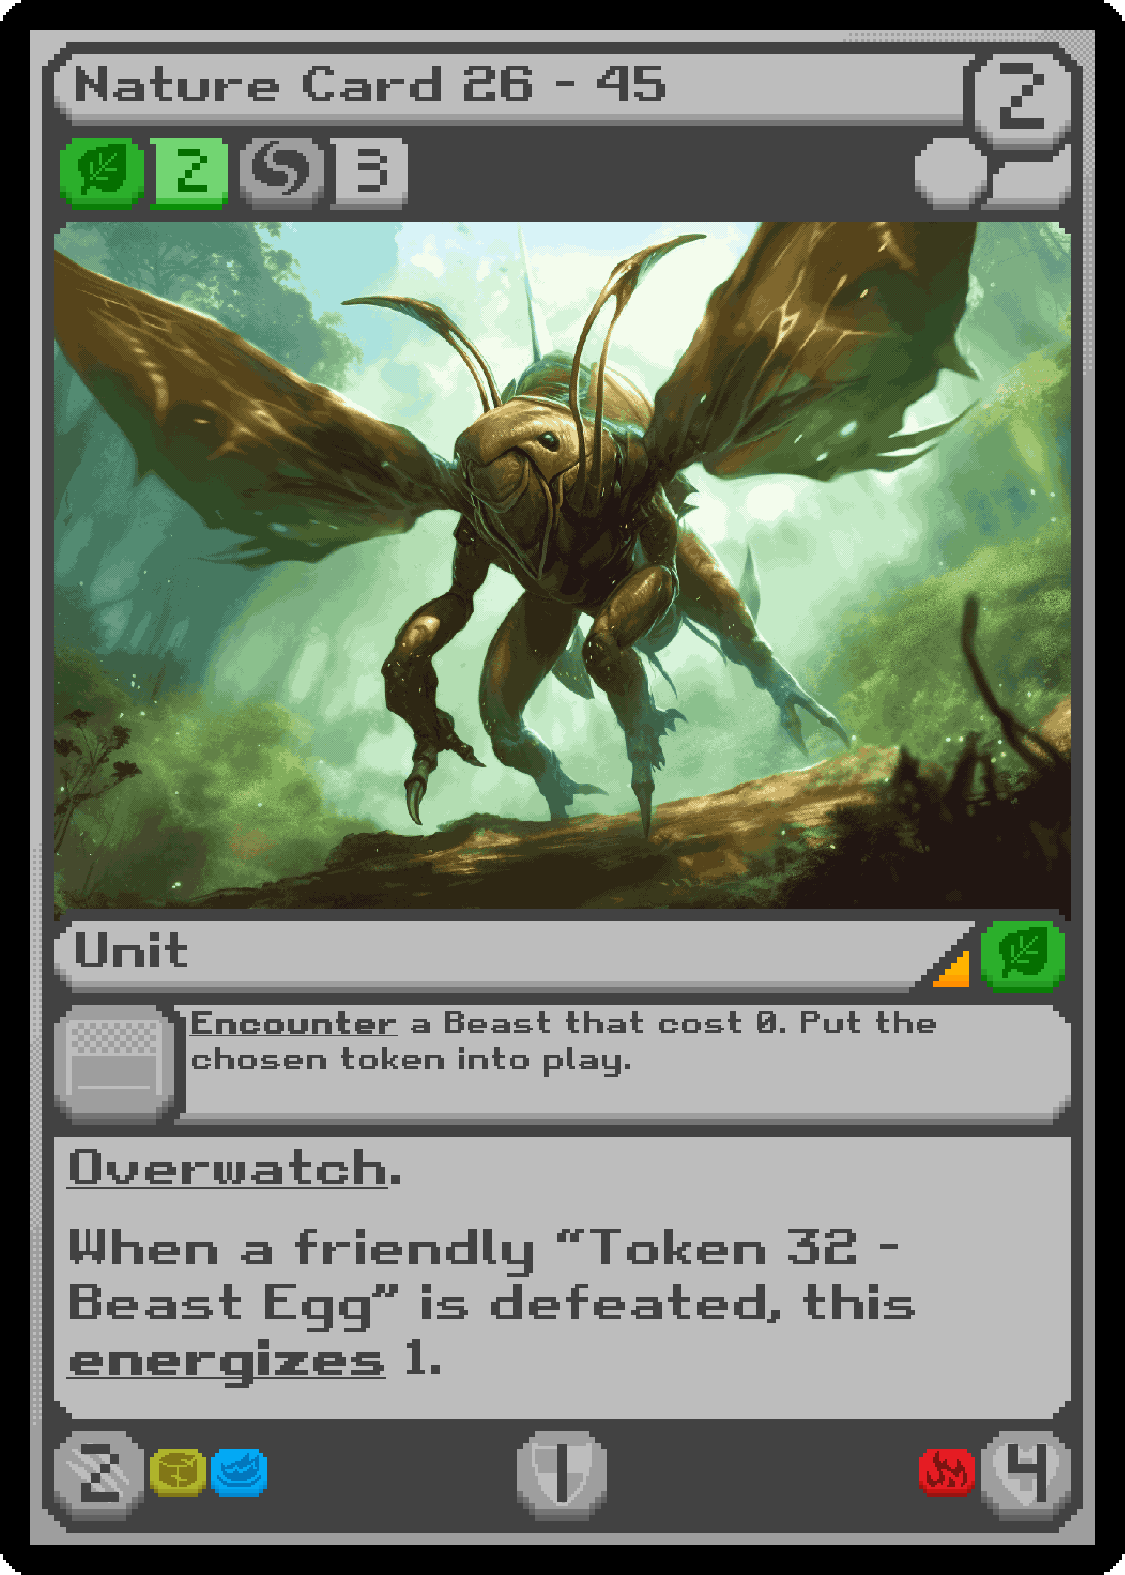 Nature Card 26 - 45
2
2 3
Unit
Encounter a Beast that cost 0. Put the
chosen token into play.
Overwatch.
When a friendly “Token 32 -
Beast Egg” is defeated, this
energizes 1.
2 1 4